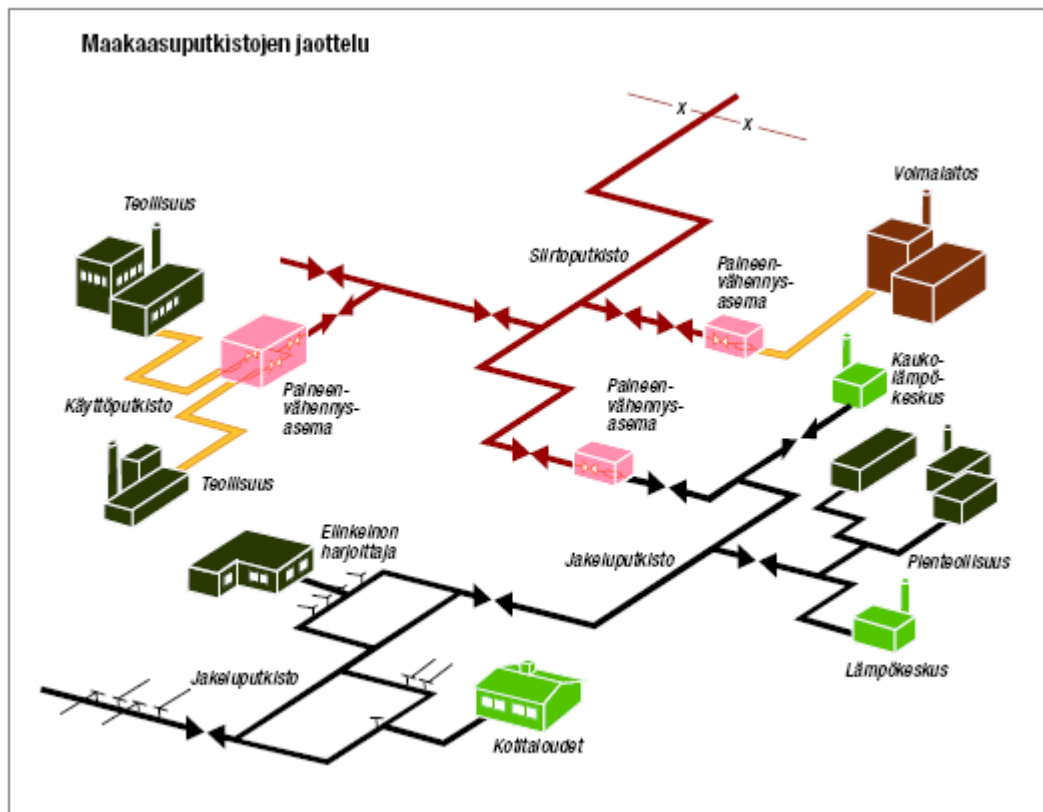 Maakaasuputkistojen jaottelu
X
X
Voimalaitos
Teollisuus
Siirtoputkisto
Paineen-
vähennys-
asema
Kauko-
lämpö-
keskus
Käyttöputkisto
Paineen-
vähennys-
asema
Paineen-
vähennys-
asema
Teollisuus
Elinkeinon
harjoittaja
Jakeluputkisto
Pienteollisuus
Jakeluputkisto
Lämpökeskus
Kotitaloudet